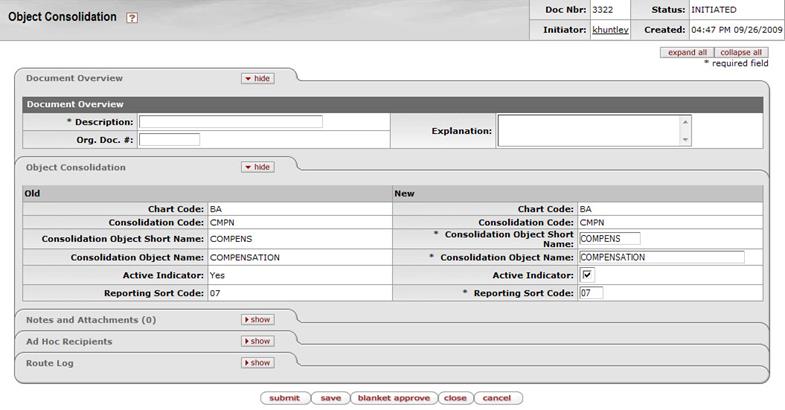 Object Consolidation ?
Doc Nbr: 3322 Status: INITIATED
Initiator: khuntley Created: 04:47 PM 09/26/2009
expand all collapse all
* required field
Document Overview hide
Document Overview
* Description: Explanation:
Org. Doc. #:
Object Consolidation hide
Old New
Chart Code: BA Chart Code: BA
Consolidation Code: CMPN Consolidation Code: CMPN
Consolidation Object Short Name: COMPENS * Consolidation Object Short Name: COMPENS
Consolidation Object Name: COMPENSATION * Consolidation Object Name: COMPENSATION
Active Indicator: Yes Active Indicator:
Reporting Sort Code: 07 * Reporting Sort Code: 07
Notes and Attachments (0) show
Ad Hoc Recipients show
Route Log show
submit save blanket approve close cancel